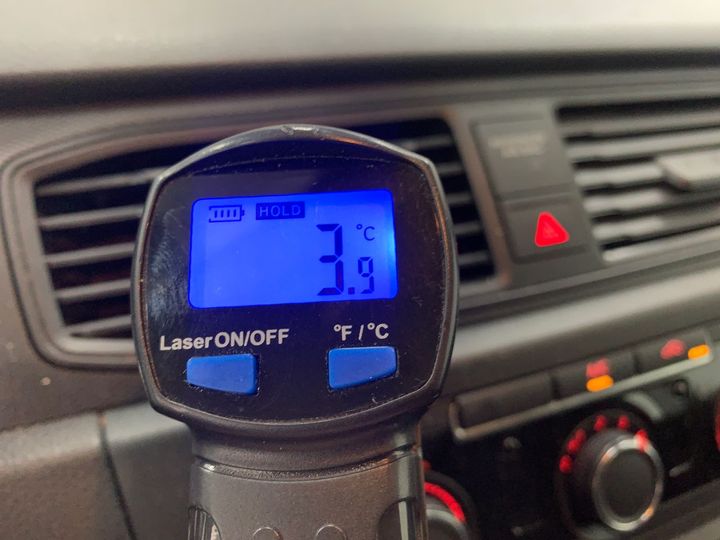 HOLD
3.9 °C
Laser ON/OFF
°F / °C